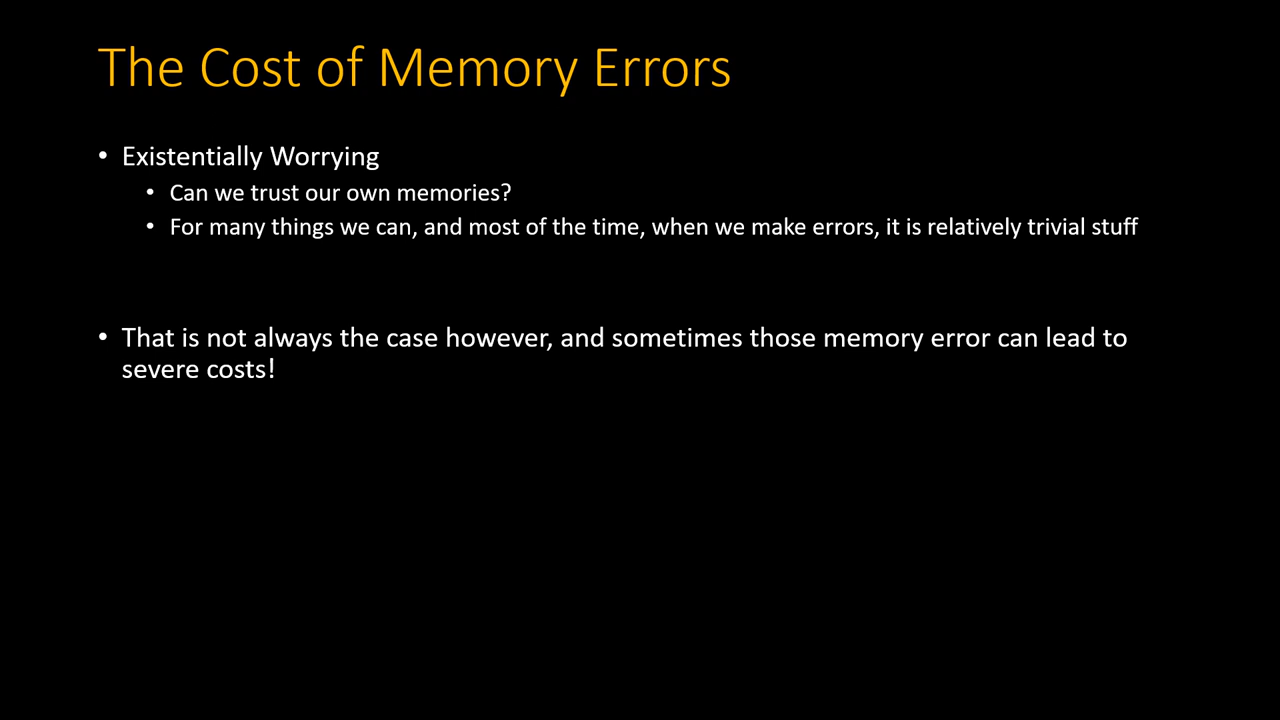 The Cost of Memory Errors
• Existentially Worrying
• Can we trust our own memories?
• For many things we can, and most of the time, when we make errors, it is relatively trivial stuff
• That is not always the case however, and sometimes those memory error can lead to
severe costs!